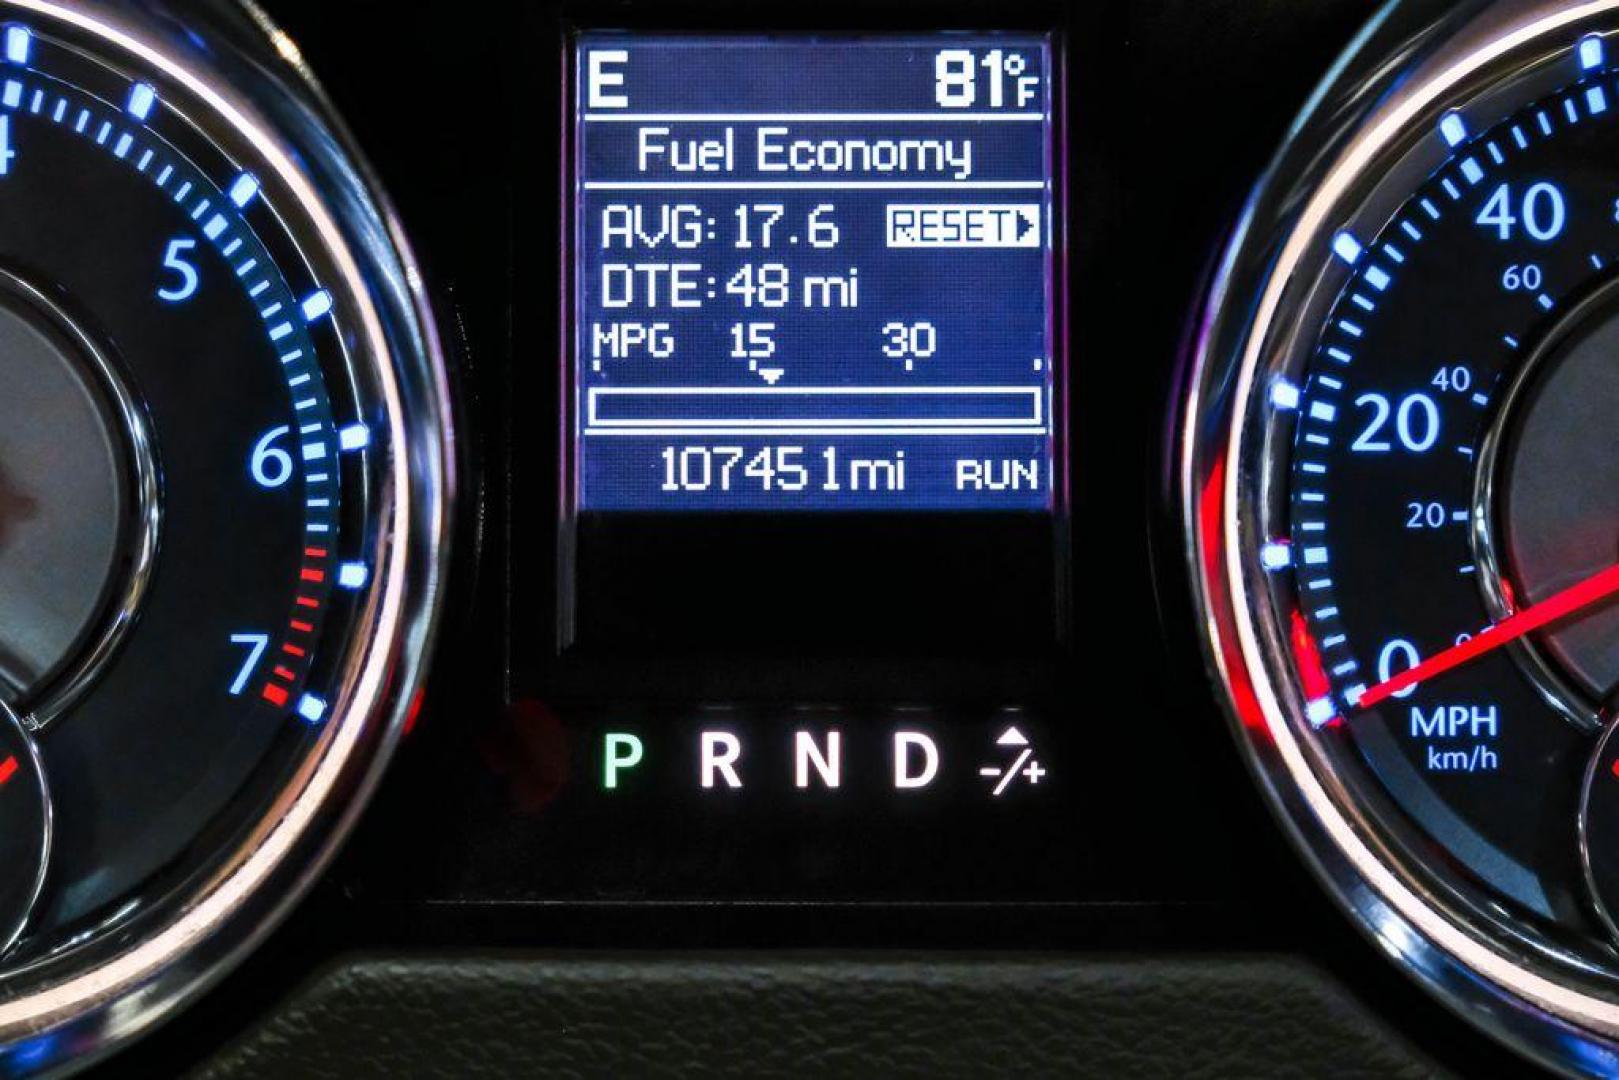 E 81°F
Fuel Economy
AVG: 17.6 RESET
DTE: 48 mi
MPG 15 30
107451 mi RUN
P R N D -/+
5
6
7
40
60
40
20
20
0
MPH
km/h